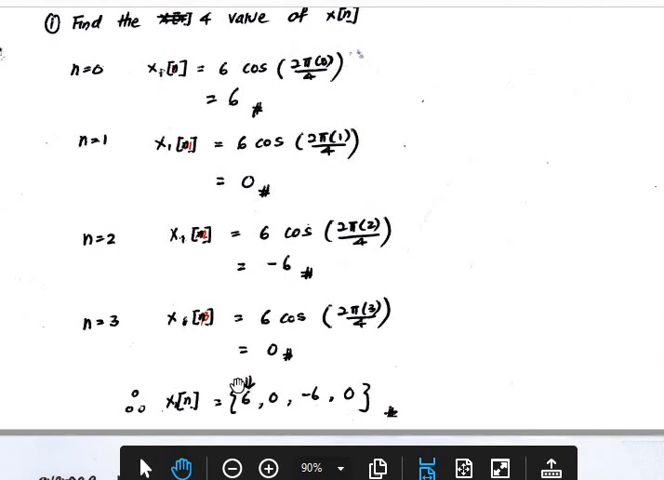 ① Find the 4 value of x[n]
n=0 x₁[0] = 6 cos (2π(0)/4)
= 6 #
n=1 x₁[1] = 6 cos (2π(1)/4)
= 0 #
n=2 x₁[2] = 6 cos (2π(2)/4)
= -6 #
n=3 x₁[3] = 6 cos (2π(3)/4)
= 0 #
∴ x₁[n] = {6, 0, -6, 0} #
90%